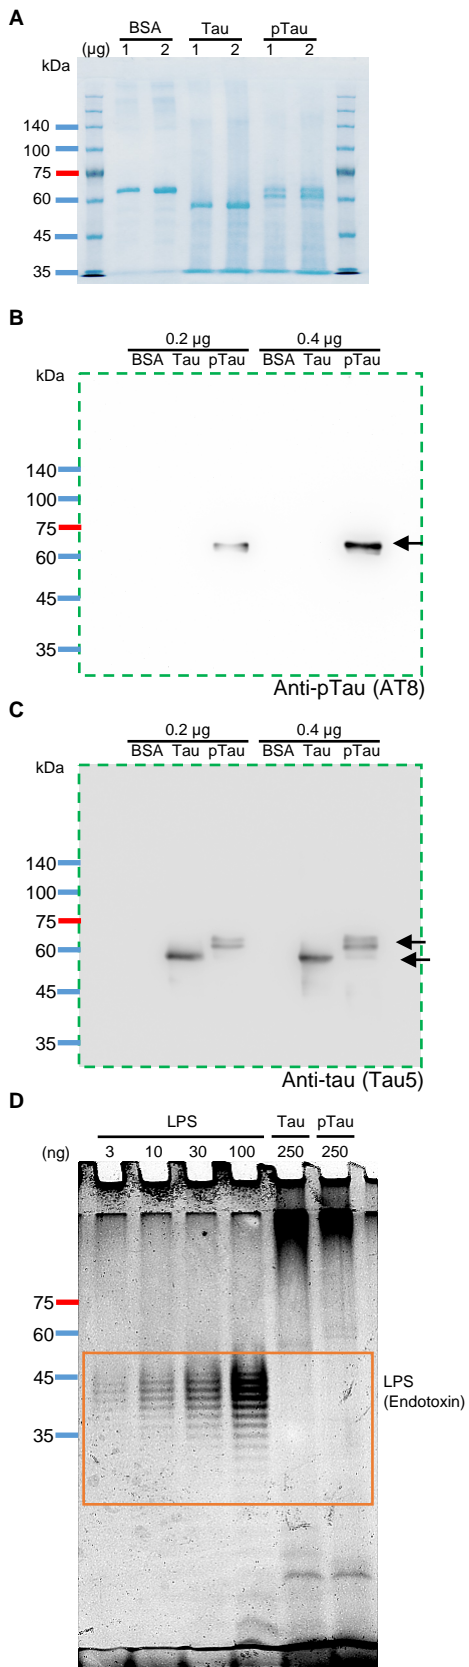 A
BSA Tau pTau
(µg) 1 2 1 2 1 2
kDa
140
100
75
60
45
35
B
0.2 µg 0.4 µg
BSA Tau pTau BSA Tau pTau
kDa
140
100
75
60
45
35
Anti-pTau (AT8)
C
0.2 µg 0.4 µg
BSA Tau pTau BSA Tau pTau
kDa
140
100
75
60
45
35
Anti-tau (Tau5)
D
LPS Tau pTau
(ng) 3 10 30 100 250 250
75
60
45
35
LPS
(Endotoxin)